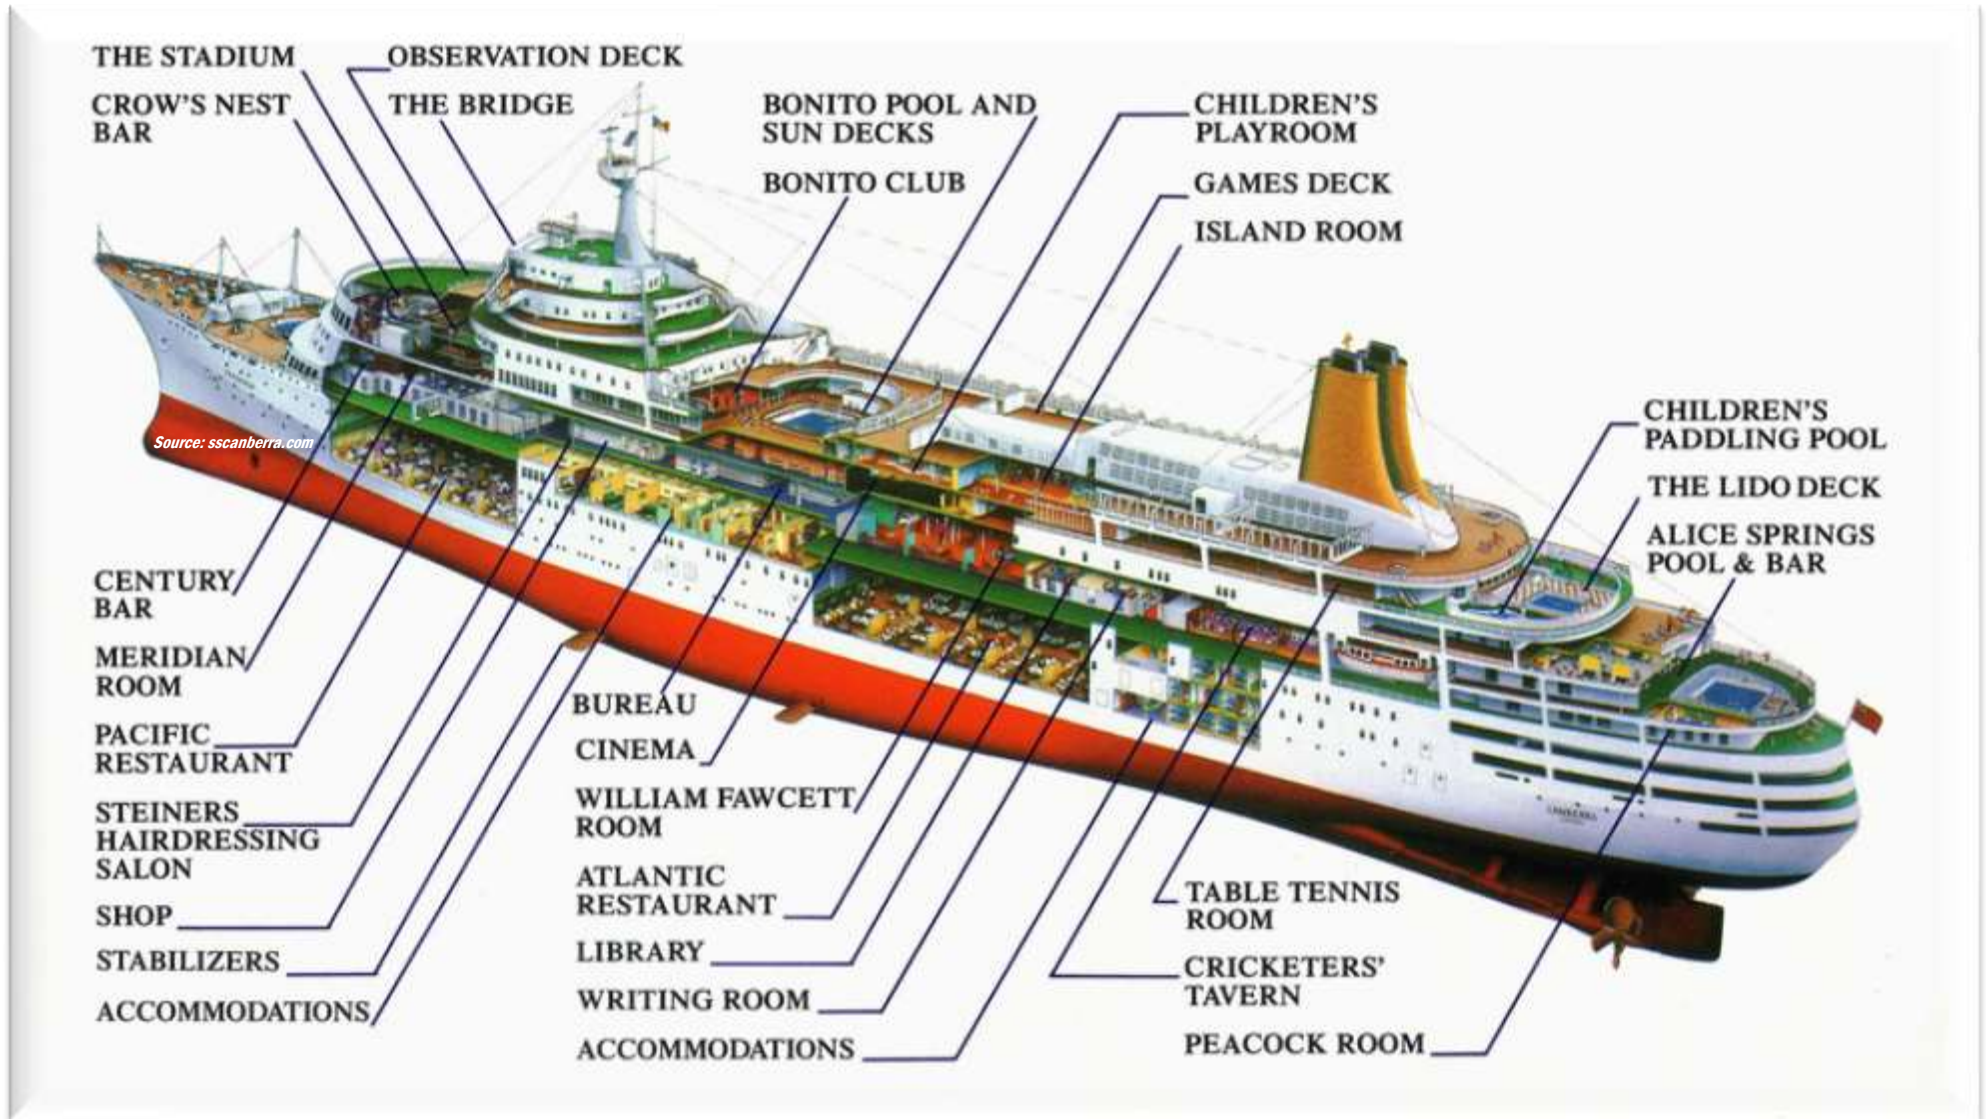 THE STADIUM
CROW'S NEST
BAR
OBSERVATION DECK
THE BRIDGE
BONITO POOL AND
SUN DECKS
BONITO CLUB
CHILDREN'S
PLAYROOM
GAMES DECK
ISLAND ROOM
CHILDREN'S
PADDLING POOL
THE LIDO DECK
ALICE SPRINGS
POOL & BAR
Source: sscanberra.com
CENTURY
BAR
MERIDIAN
ROOM
PACIFIC
RESTAURANT
STEINERS
HAIRDRESSING
SALON
SHOP
STABILIZERS
ACCOMMODATIONS
BUREAU
CINEMA
WILLIAM FAWCETT
ROOM
ATLANTIC
RESTAURANT
LIBRARY
WRITING ROOM
ACCOMMODATIONS
TABLE TENNIS
ROOM
CRICKETERS'
TAVERN
PEACOCK ROOM
CANBERRA